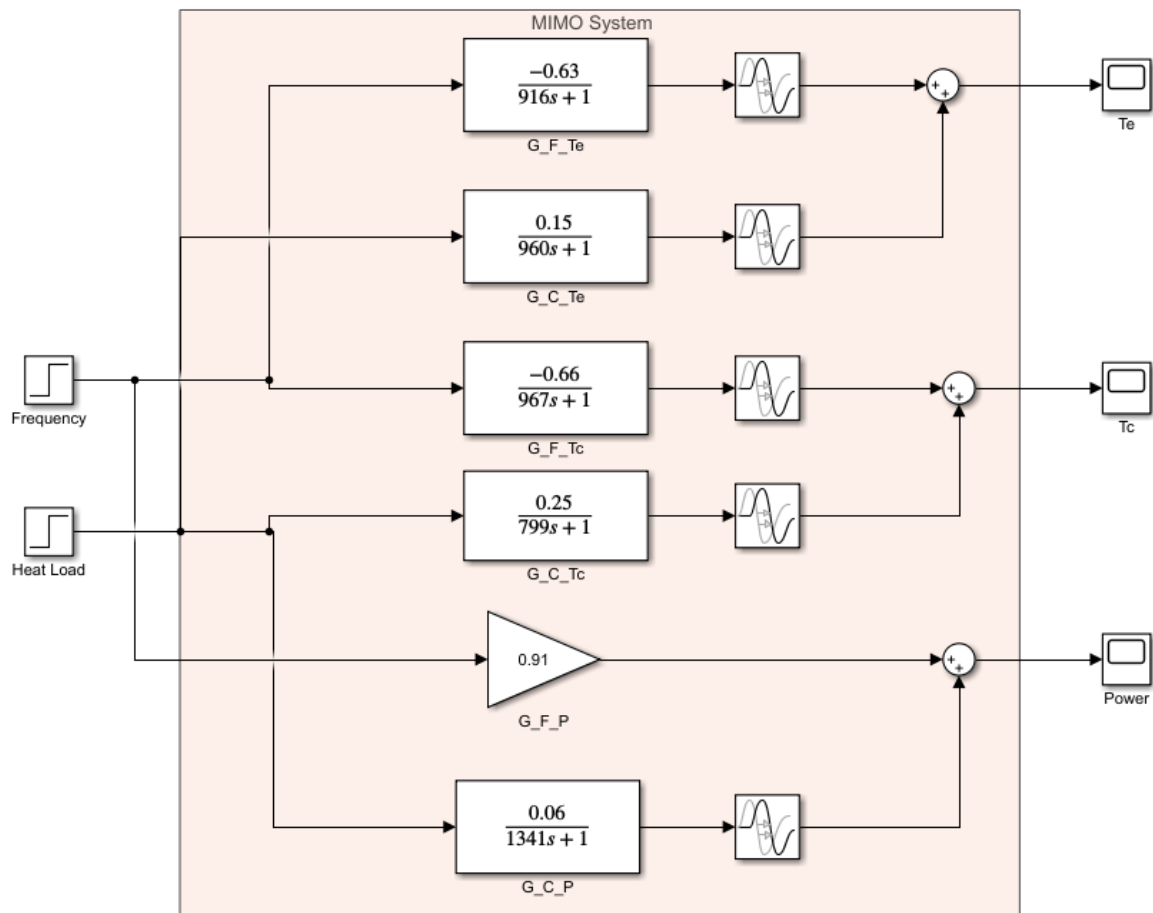 MIMO System
−0.63
916s + 1
G_F_Te
+
+
Te
0.15
960s + 1
G_C_Te
Frequency
−0.66
967s + 1
G_F_Tc
+
+
Tc
Heat Load
0.25
799s + 1
G_C_Tc
0.91
G_F_P
+
+
Power
0.06
1341s + 1
G_C_P